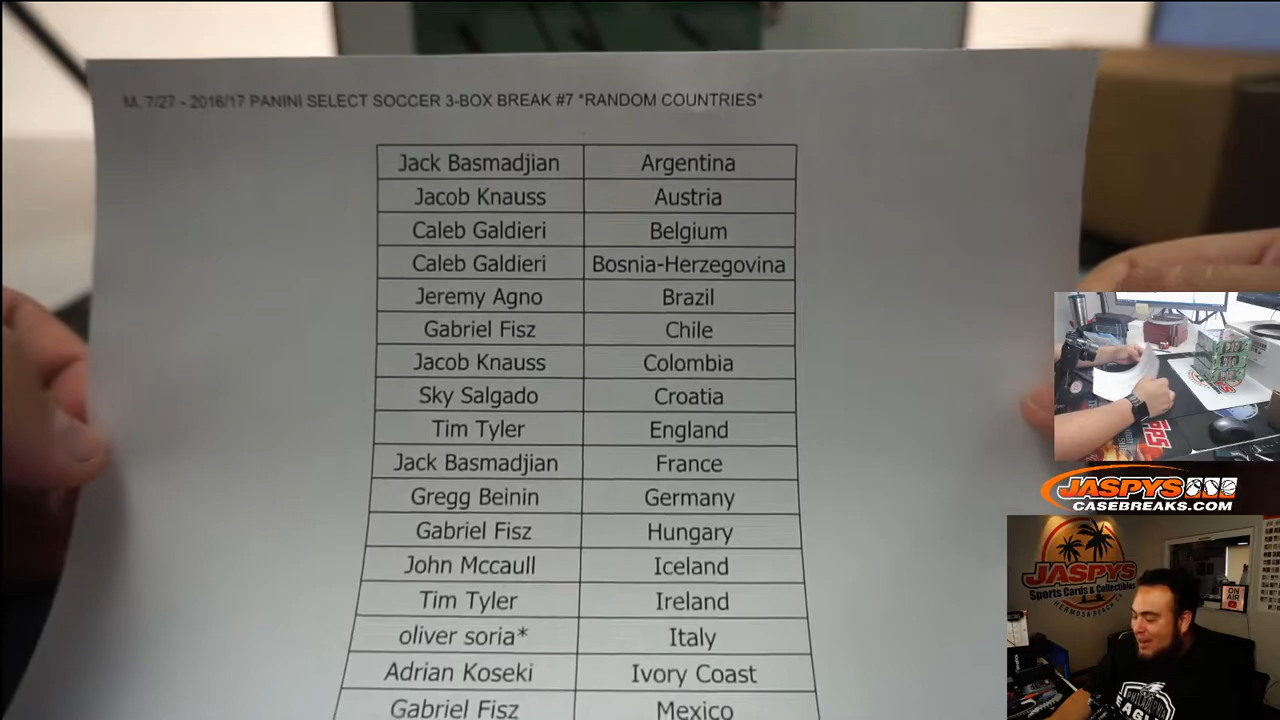 M. 7/27 - 2016/17 PANINI SELECT SOCCER 3-BOX BREAK #7 *RANDOM COUNTRIES*
Jack Basmadjian Argentina
Jacob Knauss Austria
Caleb Galdieri Belgium
Caleb Galdieri Bosnia-Herzegovina
Jeremy Agno Brazil
Gabriel Fisz Chile
Jacob Knauss Colombia
Sky Salgado Croatia
Tim Tyler England
Jack Basmadjian France
Gregg Beinin Germany
Gabriel Fisz Hungary
John Mccaull Iceland
Tim Tyler Ireland
oliver soria* Italy
Adrian Koseki Ivory Coast
Gabriel Fisz Mexico
JASPYS
CASEBREAKS.COM
JASPYS
Sports Cards & Collectibles
HERMOSA BEACH, CA
ON
AIR